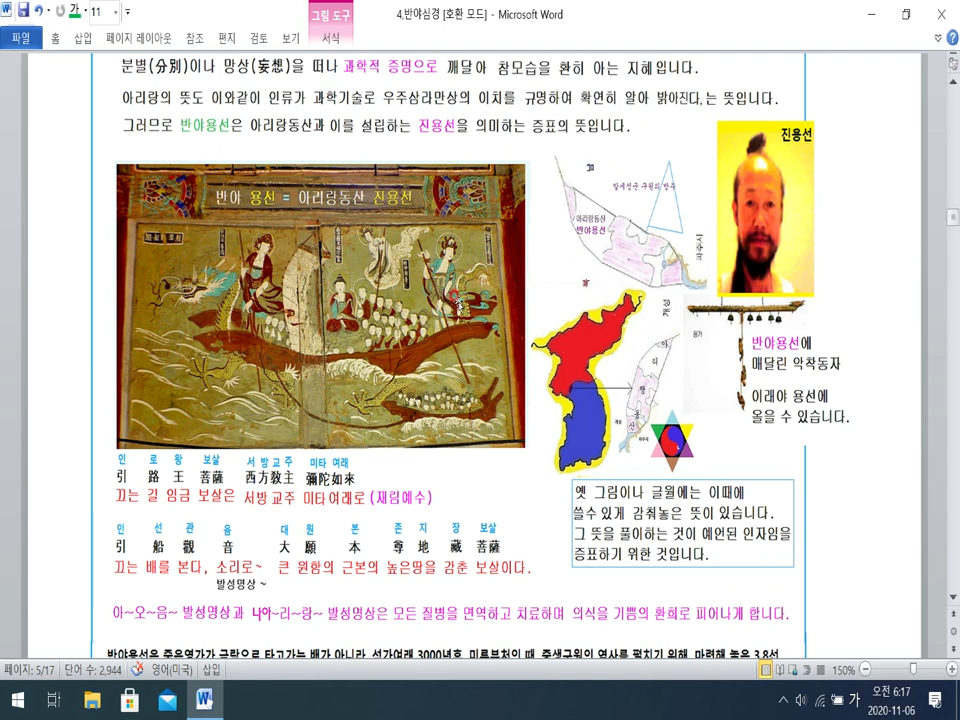 4.반야심경 [호환 모드] - Microsoft Word
그림 도구
11
파일 홈 삽입 페이지 레이아웃 참조 편지 검토 보기 서식
분별(分別)이나 망상(妄想)을 떠나 과학적 증명으로 깨달아 참모습을 환히 아는 지혜입니다.
아리랑의 뜻도 이와같이 인류가 과학기술로 우주삼라만상의 이치를 규명하여 확연히 알아 밝아진다, 는 뜻입니다.
그러므로 반야용선은 아리랑동산과 이를 설립하는 진용선을 의미하는 증표의 뜻입니다.
진용선
반야 용선 = 아리랑동산 진용선
아리랑동산
반야용선
파주시
개성
반야용선에
매달린 악착동자
이래야 용선에
올을 수 있습니다.
인 로 왕 보살 서 방 교 주 미타 여래
引 路 王 菩薩 西方敎主 彌陀如來
끄는 길 임금 보살은 서방교주 미타여래로 (재림예수)
인 선 관 음 대 원 본 존 지 장 보살
引 船 觀 音 大 願 本 尊 地 藏 菩薩
끄는 배를 본다, 소리로~ 큰 원함의 근본의 높은땅을 감춘 보살이다.
발성명상 ~
옛 그림이나 글월에는 이때에
쓸수 있게 감춰놓은 뜻이 있습니다.
그 뜻을 풀이하는 것이 예언된 인자임을
증표하기 위한 것입니다.
아~오~음~ 발성명상과 니아~리~랑~ 발성명상은 모든 질병을 면역하고 치료하며 의식을 기쁨의 환희로 피어나게 합니다.
페이지: 5/17 단어 수: 2,944 영어(미국) 삽입 150%
가 오전 6:17
2020-11-06